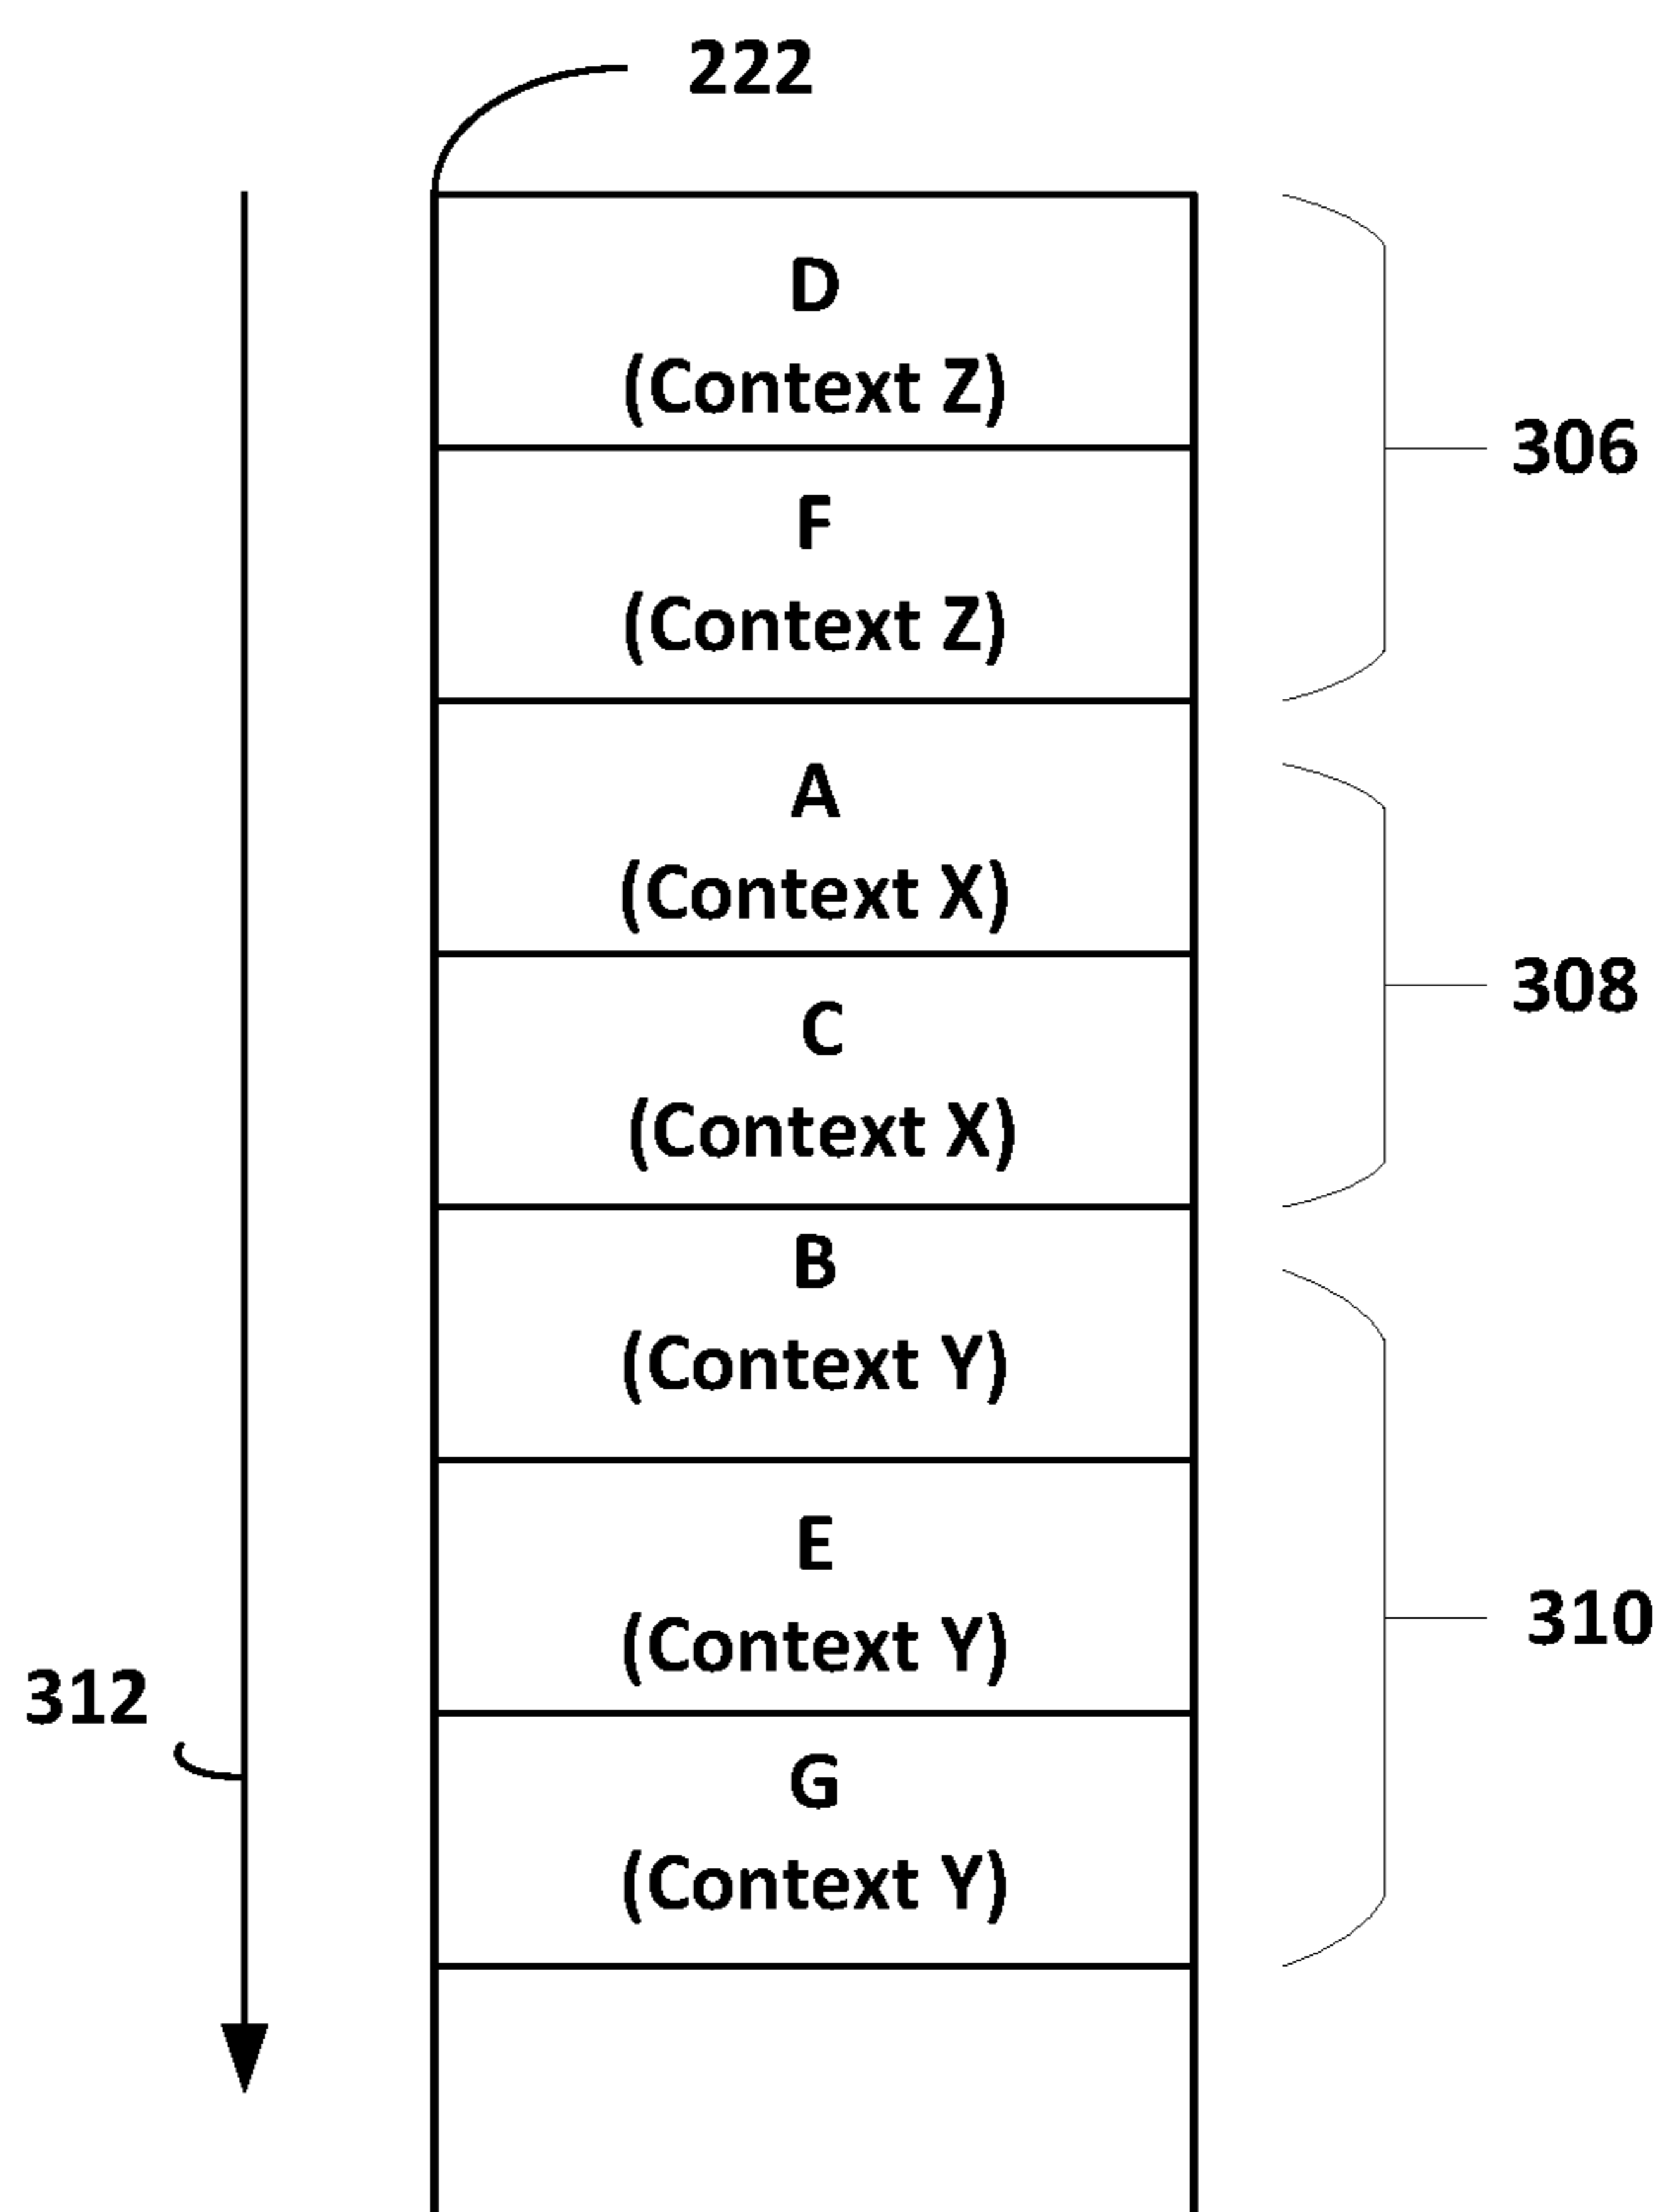 222
D
(Context Z)
306
F
(Context Z)
A
(Context X)
308
C
(Context X)
B
(Context Y)
E
(Context Y)
310
312
G
(Context Y)